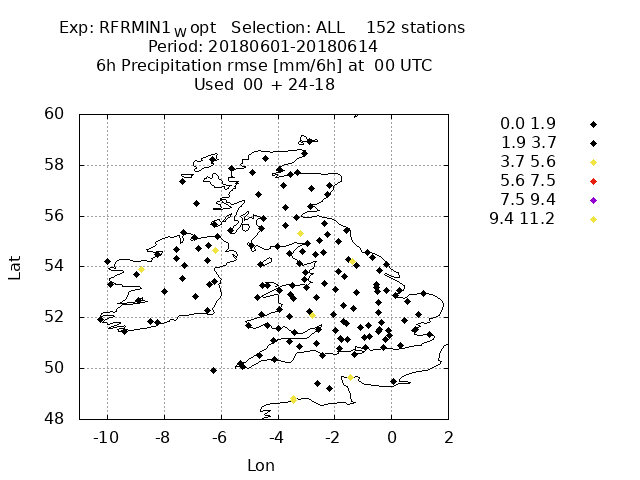 Exp: RFRMIN1_W opt Selection: ALL 152 stations
Period: 20180601-20180614
6h Precipitation rmse [mm/6h] at 00 UTC
Used 00 + 24-18
0.0 1.9
1.9 3.7
3.7 5.6
5.6 7.5
7.5 9.4
9.4 11.2
60
58
56
54
52
50
48
Lat
-10 -8 -6 -4 -2 0 2
Lon